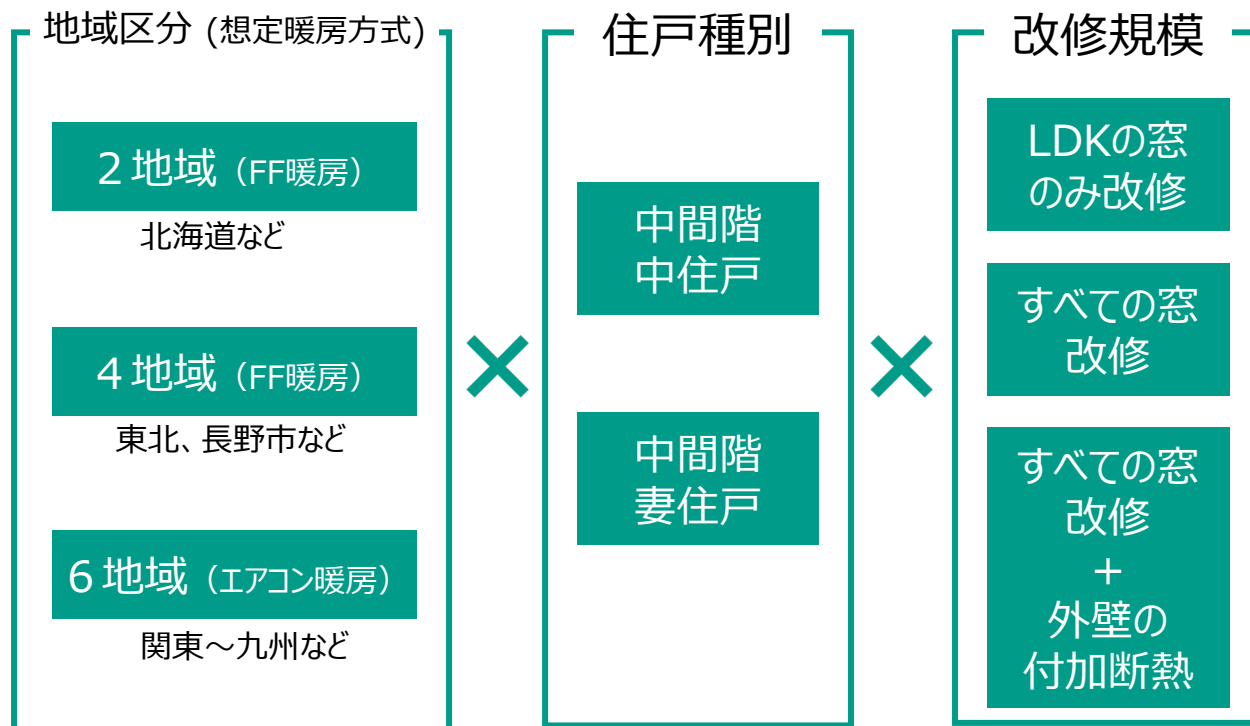 地域区分 (想定暖房方式)
２地域（FF暖房）
北海道など
４地域（FF暖房）
東北、長野市など
６地域（エアコン暖房）
関東～九州など
×
住戸種別
中間階
中住戸
中間階
妻住戸
×
改修規模
LDKの窓
のみ改修
すべての窓
改修
すべての窓
改修
＋
外壁の
付加断熱